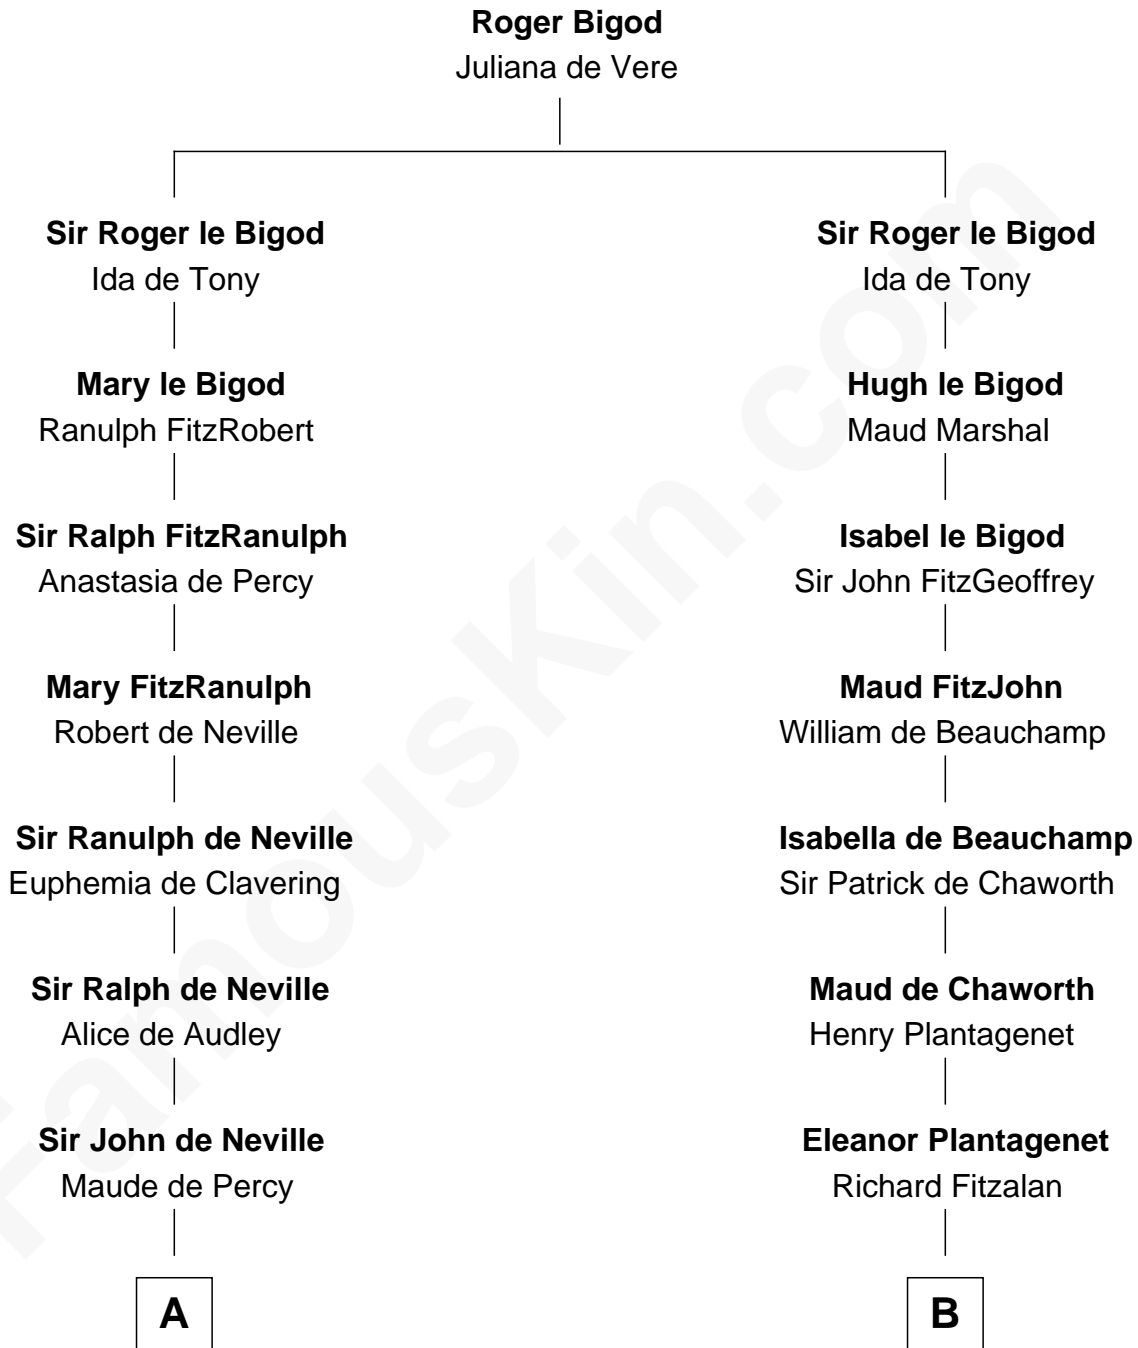 Roger Bigod
Juliana de Vere
Sir Roger le Bigod
Ida de Tony
Sir Roger le Bigod
Ida de Tony
Mary le Bigod
Ranulph FitzRobert
Hugh le Bigod
Maud Marshal
Sir Ralph FitzRanulph
Anastasia de Percy
Isabel le Bigod
Sir John FitzGeoffrey
Mary FitzRanulph
Robert de Neville
Maud FitzJohn
William de Beauchamp
Sir Ranulph de Neville
Euphemia de Clavering
Isabella de Beauchamp
Sir Patrick de Chaworth
Sir Ralph de Neville
Alice de Audley
Maud de Chaworth
Henry Plantagenet
Sir John de Neville
Maude de Percy
Eleanor Plantagenet
Richard Fitzalan
A
B
FamousKin.com